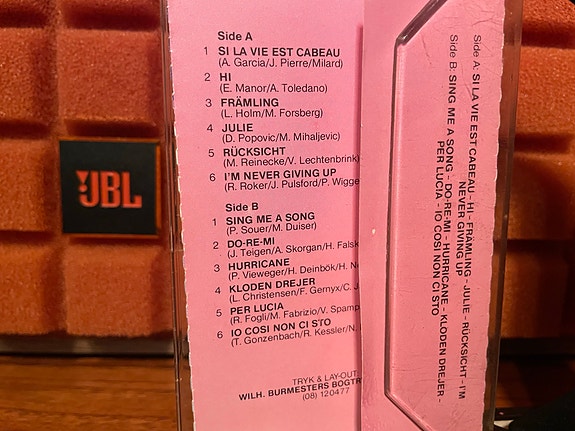 Side A
1 SI LA VIE EST CABEAU
(A. Garcia/J. Pierre/Milard)
2 HI
(E. Manor/A. Toledano)
3 FRÄMLING
(L. Holm/M. Forsberg)
4 JULIE
(D. Popovic/M. Mihaljevic)
5 RÜCKSICHT
(M. Reinecke/V. Lechtenbrink)
6 I'M NEVER GIVING UP
(R. Roker/J. Pulsford/P. Wigge
Side B
1 SING ME A SONG
(P. Souer/M. Duiser)
2 DO-RE-MI
(J. Teigen/A. Skorgan/H. Falsk
3 HURRICANE
(P. Vieweger/H. Deinbök/H. N
4 KLODEN DREJER
(L. Christensen/F. Gernyx/C. J
5 PER LUCIA
(R. Fogli/M. Fabrizio/V. Spamp
6 IO COSI NON CI STO
(T. Gonzenbach/R. Kessler/N.
TRYK & LAY-OUT:
WILH. BURMESTERS BOGTR
(08) 120477
Side A: SI LA VIE EST CABEAU - HI - FRÄMLING - JULIE - RÜCKSICHT - I'M
NEVER GIVING UP
Side B: SING ME A SONG - DO-RE-MI - HURRICANE - KLODEN DREJER -
PER LUCIA - IO COSI NON CI STO
JBL